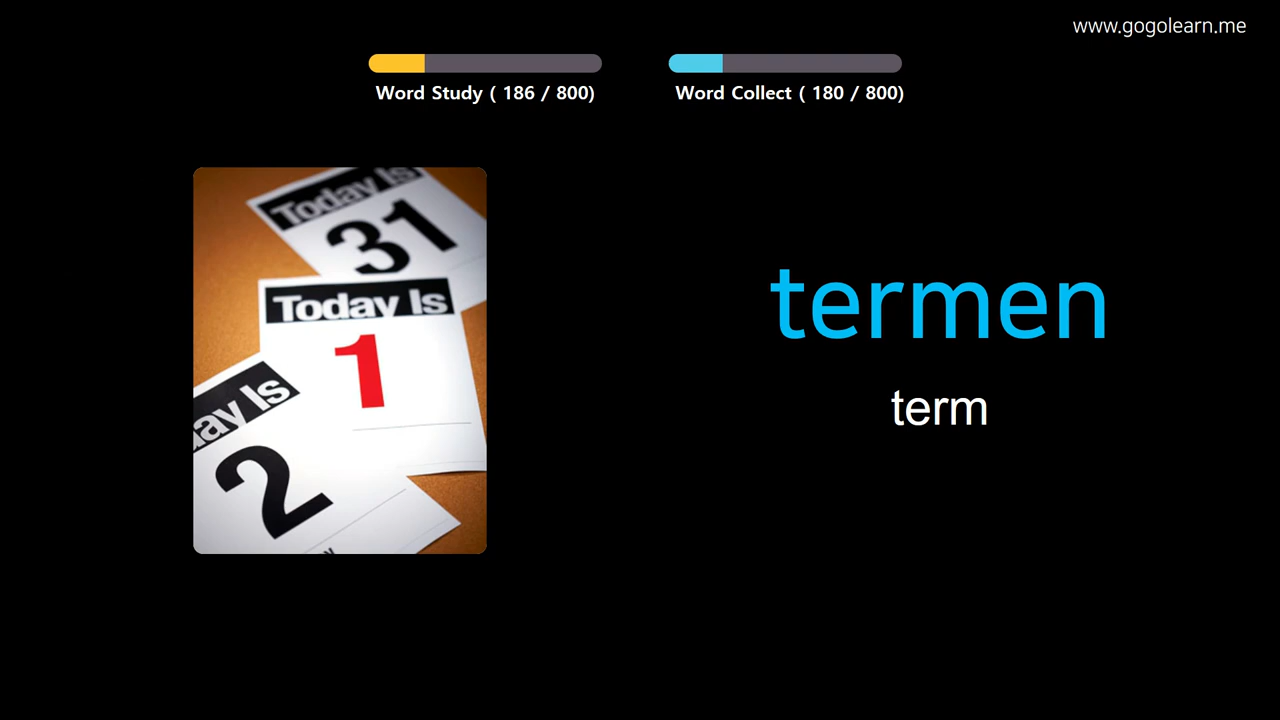 www.gogolearn.me
Word Study ( 186 / 800)
Word Collect ( 180 / 800)
Today Is
31
Today Is
1
day Is
2
termen
term